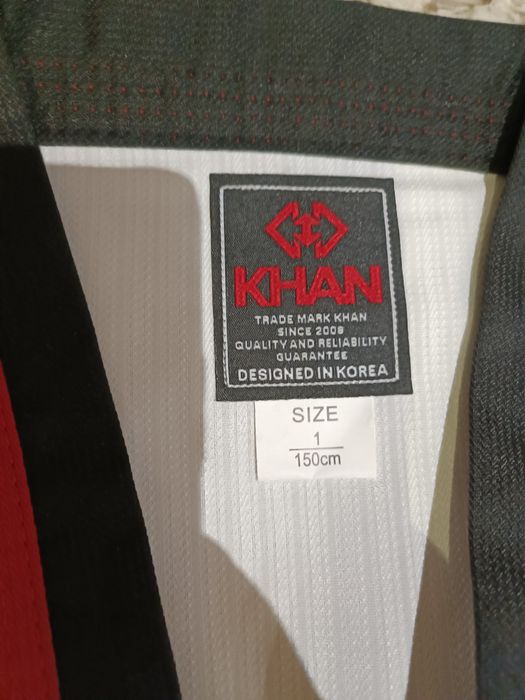 KHAN
TRADE MARK KHAN
SINCE 2008
QUALITY AND RELIABILITY
GUARANTEE
DESIGNED IN KOREA
SIZE
1
150cm